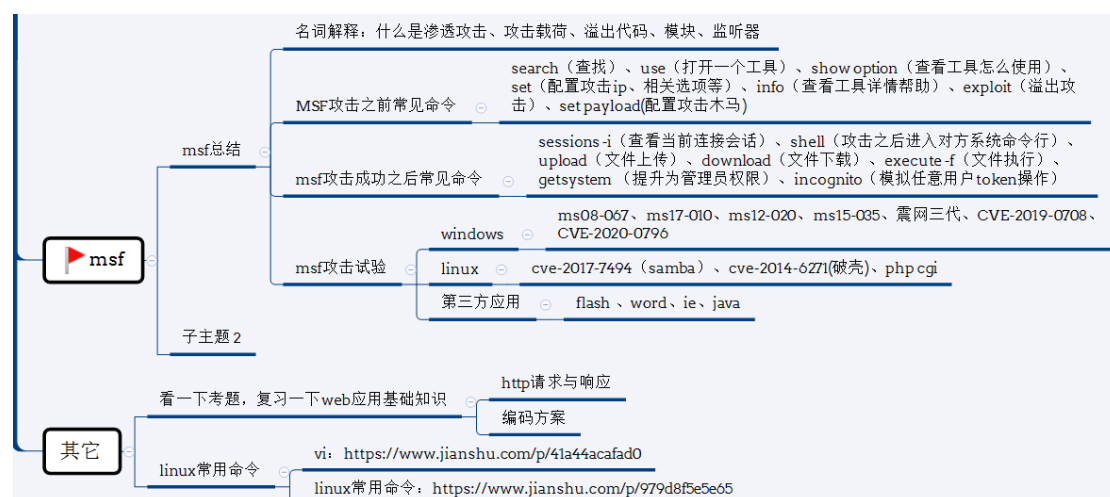 名词解释：什么是渗透攻击、攻击载荷、溢出代码、模块、监听器
search（查找）、use（打开一个工具）、show option（查看工具怎么使用）、
set（配置攻击ip、相关选项等）、info（查看工具详情帮助）、exploit（溢出攻
击）、set payload(配置攻击木马)
MSF攻击之前常见命令
msf总结
sessions -i（查看当前连接会话）、shell（攻击之后进入对方系统命令行）、
upload（文件上传）、download（文件下载）、execute -f（文件执行）、
getsystem （提升为管理员权限）、incognito（模拟任意用户token操作）
msf攻击成功之后常见命令
msf
msf攻击试验
windows
ms08-067、ms17-010、ms12-020、ms15-035、震网三代、CVE-2019-0708、
CVE-2020-0796
linux
cve-2017-7494（samba）、cve-2014-6271(破壳)、php cgi
第三方应用
flash 、word、ie、java
子主题 2
其它
看一下考题，复习一下web应用基础知识
http请求与响应
编码方案
linux常用命令
vi：https://www.jianshu.com/p/41a44acafad0
linux常用命令：https://www.jianshu.com/p/979d8f5e5e65